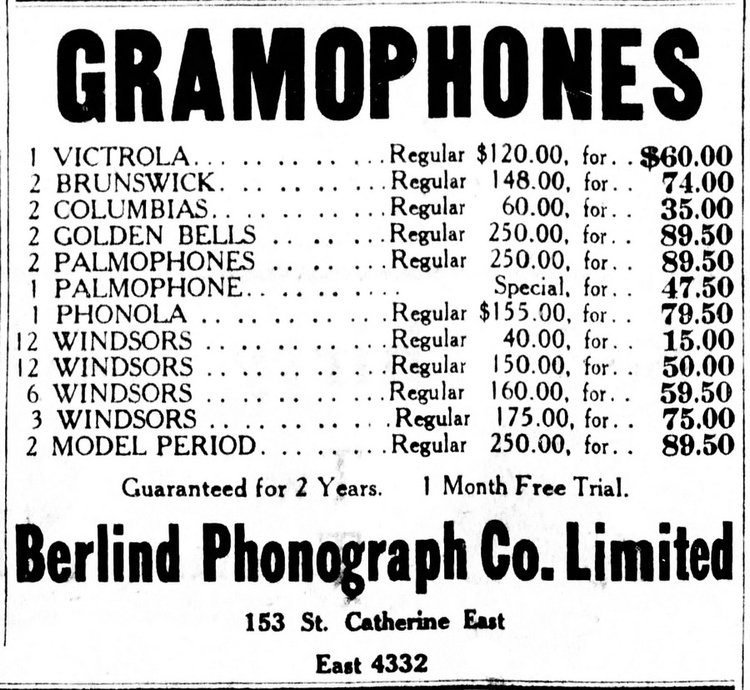 GRAMOPHONES
1 VICTROLA. . . . . . . . . . . . Regular $120.00, for. . $60.00
2 BRUNSWICK. . . . . . . . . . Regular 148.00, for. . 74.00
2 COLUMBIAS. . . . . . . . . . Regular 60.00, for. . 35.00
2 GOLDEN BELLS . . . . . . . . Regular 250.00, for. . 89.50
2 PALMOPHONES . . . . . . . . Regular 250.00, for. . 89.50
1 PALMOPHONE. . . . . . . . . . Special, for. . 47.50
1 PHONOLA . . . . . . . . . . . Regular $155.00, for. . 79.50
12 WINDSORS . . . . . . . . . . Regular 40.00, for. . 15.00
12 WINDSORS . . . . . . . . . . Regular 150.00, for. . 50.00
6 WINDSORS . . . . . . . . . . Regular 160.00, for. . 59.50
3 WINDSORS . . . . . . . . . . Regular 175.00, for. . 75.00
2 MODEL PERIOD. . . . . . . . Regular 250.00, for. . 89.50
Guaranteed for 2 Years. 1 Month Free Trial.
Berlind Phonograph Co. Limited
153 St. Catherine East
East 4332